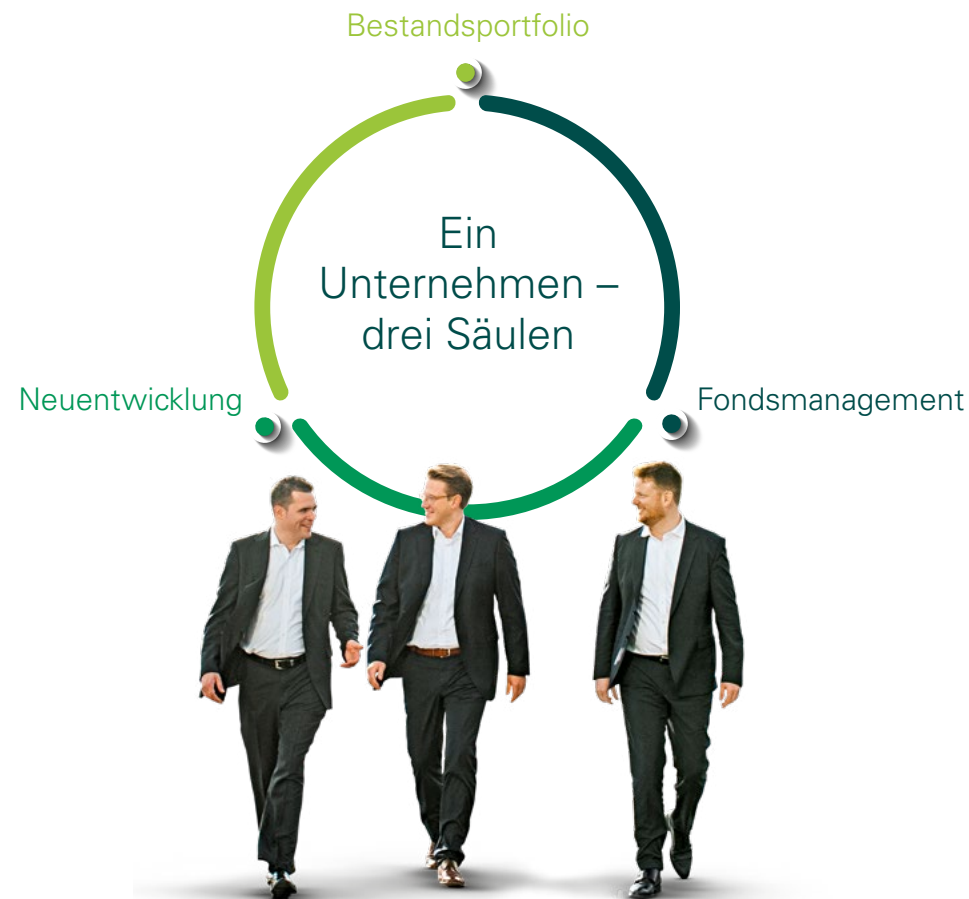 Bestandsportfolio
Ein
Unternehmen –
drei Säulen
Neuentwicklung
Fondsmanagement